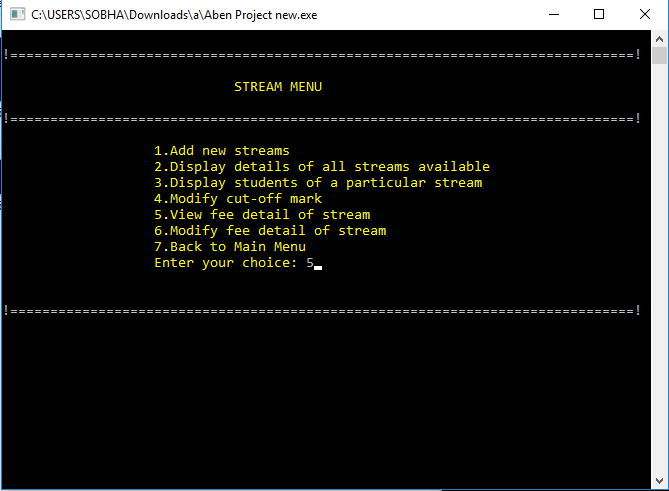 C:\USERS\SOBHA\Downloads\a\Aben Project new.exe
!==============================================================================!
STREAM MENU
!==============================================================================!
1.Add new streams
2.Display details of all streams available
3.Display students of a particular stream
4.Modify cut-off mark
5.View fee detail of stream
6.Modify fee detail of stream
7.Back to Main Menu
Enter your choice: 5
!==============================================================================!